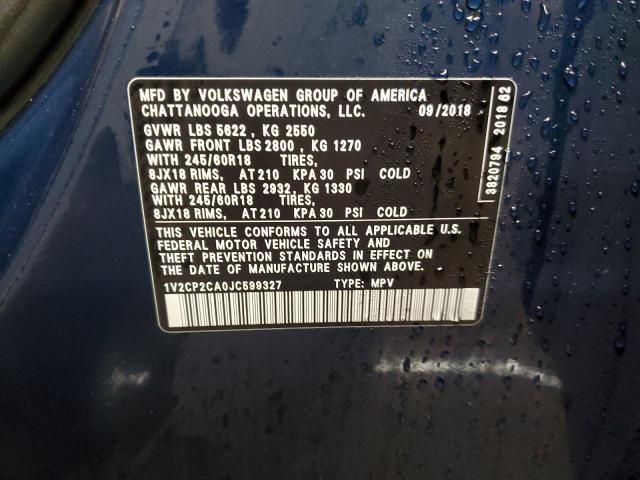 MFD BY VOLKSWAGEN GROUP OF AMERICA
CHATTANOOGA OPERATIONS, LLC. 09/2018
GVWR LBS 5622 , KG 2550
GAWR FRONT LBS 2800 , KG 1270
WITH 245/60R18 TIRES,
8JX18 RIMS, AT 210 KPA 30 PSI COLD
GAWR REAR LBS 2932, KG 1330
WITH 245/60R18 TIRES,
8JX18 RIMS, AT 210 KPA 30 PSI COLD
THIS VEHICLE CONFORMS TO ALL APPLICABLE U.S.
FEDERAL MOTOR VEHICLE SAFETY AND
THEFT PREVENTION STANDARDS IN EFFECT ON THE DATE
OF MANUFACTURE SHOWN ABOVE.
1V2CP2CA0JC599327 TYPE: MPV
3820794 2018 62